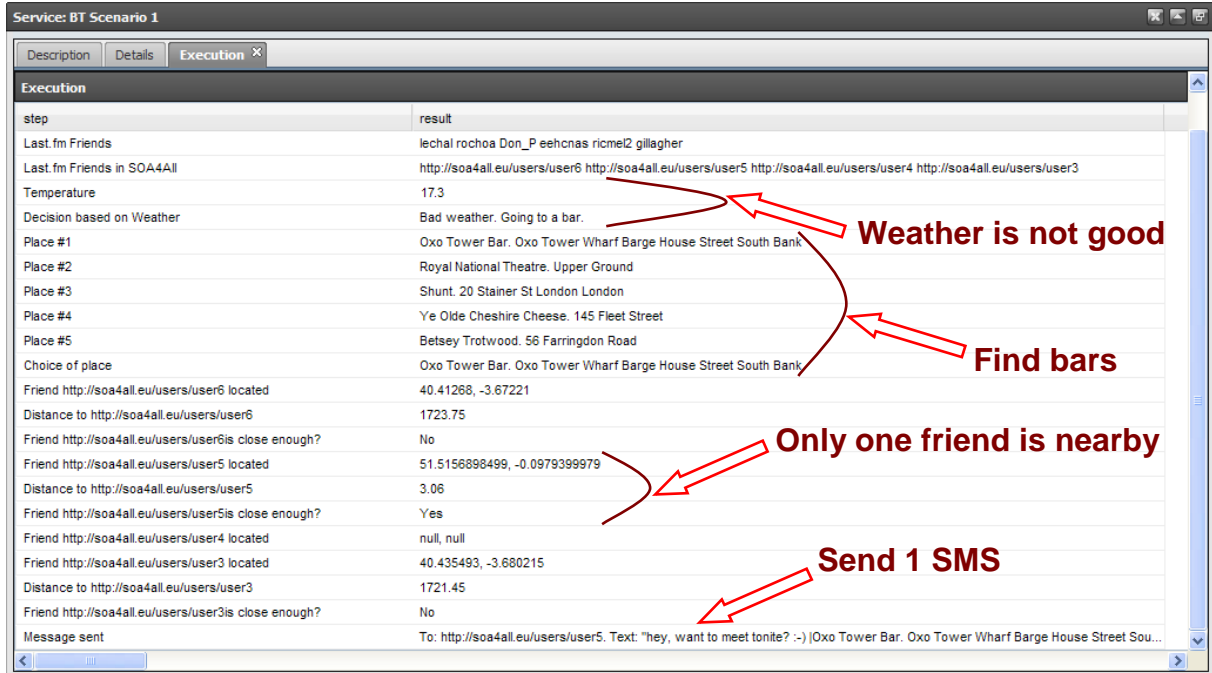 Service: BT Scenario 1
Description Details Execution
Execution
step result
Last.fm Friends lechal rochoa Don_P eehcnas ricmel2 gillagher
Last.fm Friends in SOA4All http://soa4all.eu/users/user6 http://soa4all.eu/users/user5 http://soa4all.eu/users/user4 http://soa4all.eu/users/user3
Temperature 17.3
Decision based on Weather Bad weather. Going to a bar.
Weather is not good
Place #1 Oxo Tower Bar. Oxo Tower Wharf Barge House Street South Bank
Place #2 Royal National Theatre. Upper Ground
Place #3 Shunt. 20 Stainer St London London
Place #4 Ye Olde Cheshire Cheese. 145 Fleet Street
Place #5 Betsey Trotwood. 56 Farringdon Road
Find bars
Choice of place Oxo Tower Bar. Oxo Tower Wharf Barge House Street South Bank
Friend http://soa4all.eu/users/user6 located 40.41268, -3.67221
Distance to http://soa4all.eu/users/user6 1723.75
Friend http://soa4all.eu/users/user6is close enough? No
Only one friend is nearby
Friend http://soa4all.eu/users/user5 located 51.5156898499, -0.0979399979
Distance to http://soa4all.eu/users/user5 3.06
Friend http://soa4all.eu/users/user5is close enough? Yes
Friend http://soa4all.eu/users/user4 located null, null
Friend http://soa4all.eu/users/user3 located 40.435493, -3.680215
Send 1 SMS
Distance to http://soa4all.eu/users/user3 1721.45
Friend http://soa4all.eu/users/user3is close enough? No
Message sent To: http://soa4all.eu/users/user5. Text: "hey, want to meet tonite? :-) |Oxo Tower Bar. Oxo Tower Wharf Barge House Street Sou...